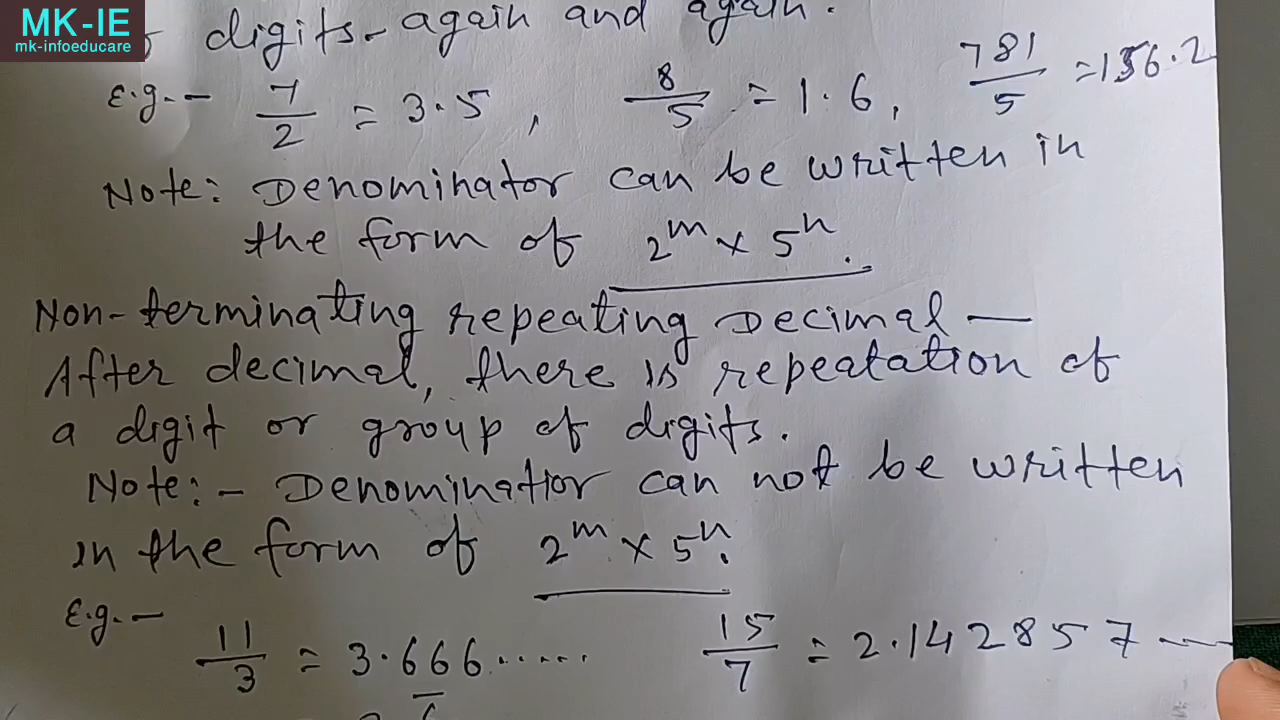 MK-IE
mk-infoeducare
digits- again and again.
E.g.- 7/2 = 3.5, 8/5 = 1.6, 781/5 = 156.2
Note: Denominator can be written in
the form of 2^m x 5^n.
Non-terminating repeating Decimal —
After decimal, there is repeatation of
a digit or group of digits.
Note:- Denominatior can not be written
in the form of 2^m x 5^n.
E.g.-
11/3 = 3.666..... 15/7 = 2.142857 ---